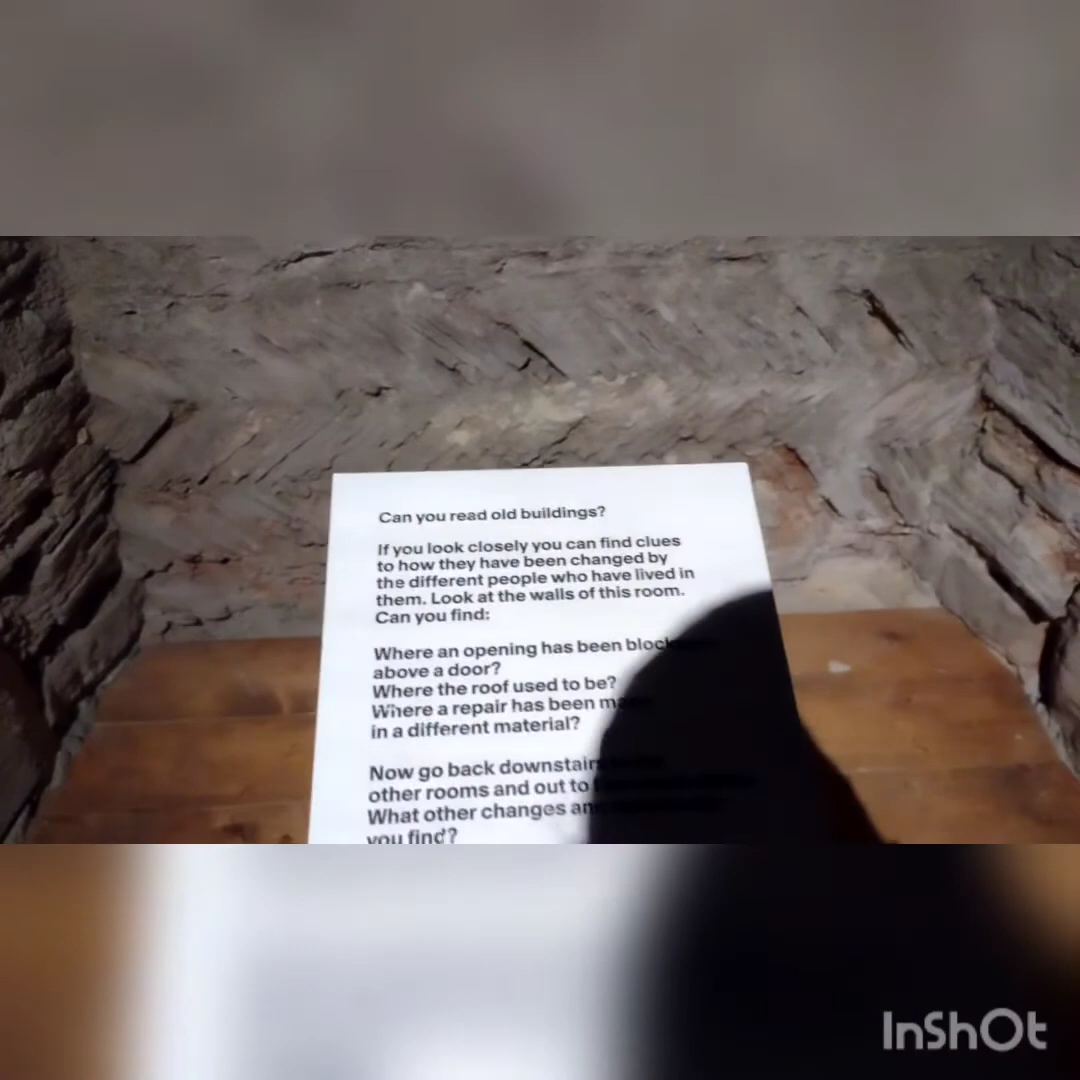 Can you read old buildings?
If you look closely you can find clues
to how they have been changed by
the different people who have lived in
them. Look at the walls of this room.
Can you find:
Where an opening has been
above a door?
Where the roof used to be?
Where a repair has been
in a different material?
Now go back
other rooms and out to
What other changes
you find?
InShOt